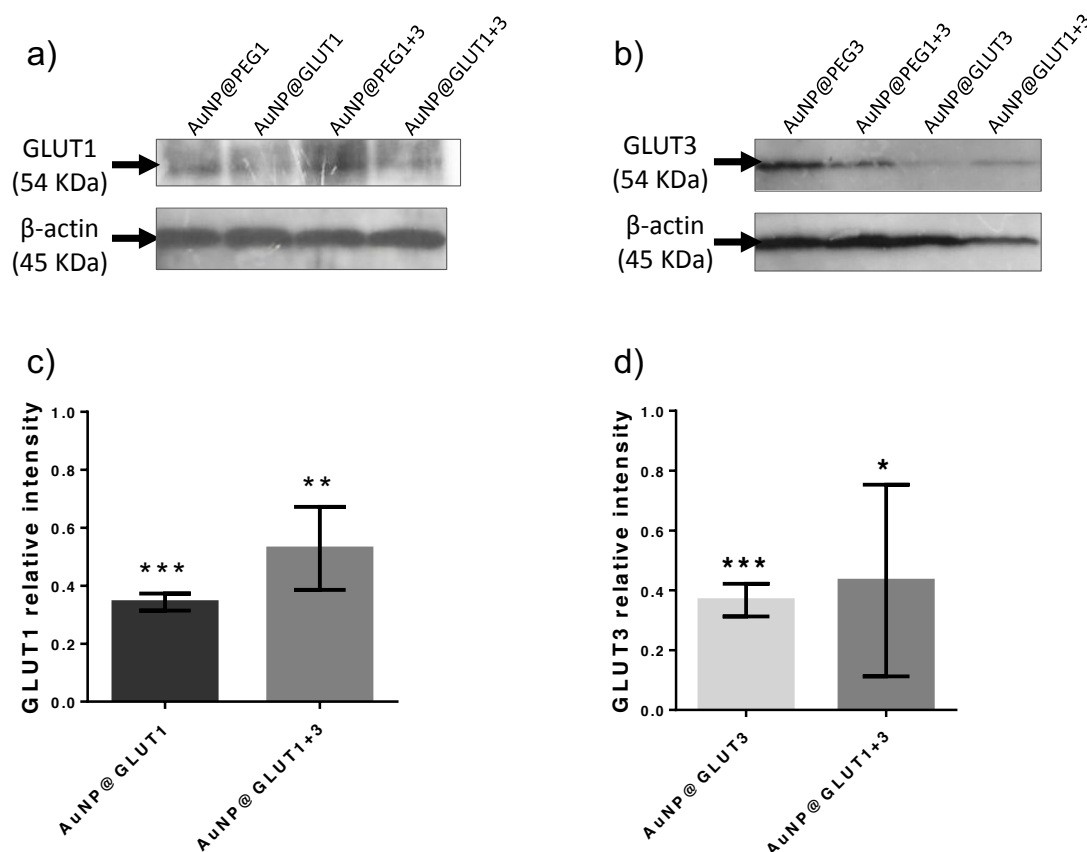 a)
AuNP@PEG1
AuNP@GLUT1
AuNP@PEG1+3
AuNP@GLUT1+3
GLUT1
(54 KDa)
β-actin
(45 KDa)
b)
AuNP@PEG3
AuNP@PEG1+3
AuNP@GLUT3
AuNP@GLUT1+3
GLUT3
(54 KDa)
β-actin
(45 KDa)
c)
GLUT1 relative intensity
1.0
0.8
0.6
0.4
0.2
0.0
***
**
AuNP@GLUT1
AuNP@GLUT1+3
d)
GLUT3 relative intensity
1.0
0.8
0.6
0.4
0.2
0.0
***
*
AuNP@GLUT3
AuNP@GLUT1+3